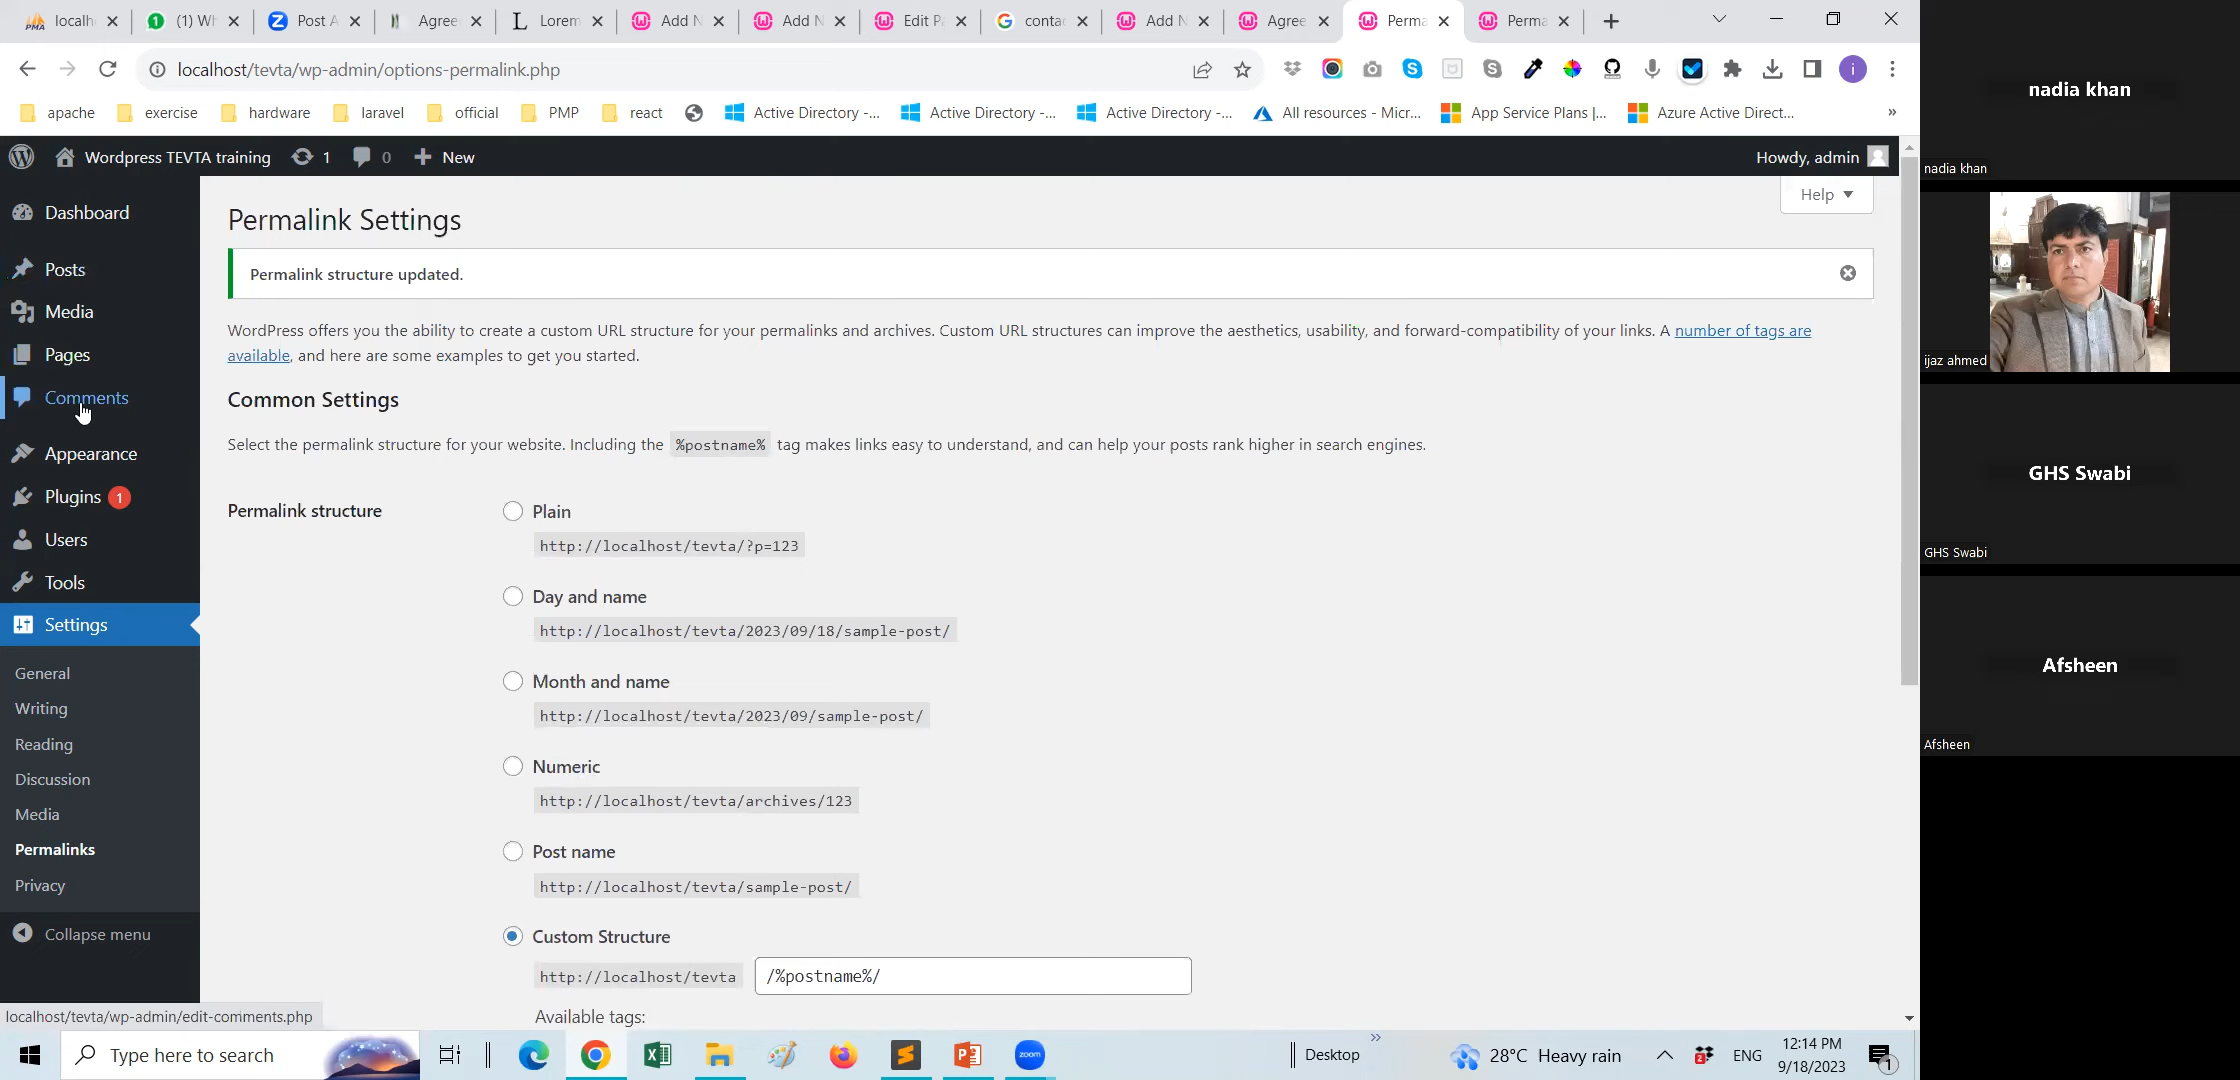 localh
(1) Wh
Post A
Agree
Lorem
Add N
Add N
Edit P
conta
Add N
Agree
Perma
Perma
localhost/tevta/wp-admin/options-permalink.php
i
apache
exercise
hardware
laravel
official
PMP
react
Active Directory -...
Active Directory -...
Active Directory -...
All resources - Micr...
App Service Plans |...
Azure Active Direct...
»
Wordpress TEVTA training
1
0
New
Howdy, admin
Help
Dashboard
Posts
Media
Pages
Comments
Appearance
Plugins 1
Users
Tools
Settings
General
Writing
Reading
Discussion
Media
Permalinks
Privacy
Collapse menu
Permalink Settings
Permalink structure updated.
WordPress offers you the ability to create a custom URL structure for your permalinks and archives. Custom URL structures can improve the aesthetics, usability, and forward-compatibility of your links. A number of tags are
available, and here are some examples to get you started.
Common Settings
Select the permalink structure for your website. Including the %postname% tag makes links easy to understand, and can help your posts rank higher in search engines.
Permalink structure
Plain
http://localhost/tevta/?p=123
Day and name
http://localhost/tevta/2023/09/18/sample-post/
Month and name
http://localhost/tevta/2023/09/sample-post/
Numeric
http://localhost/tevta/archives/123
Post name
http://localhost/tevta/sample-post/
Custom Structure
http://localhost/tevta
/%postname%/
Available tags:
localhost/tevta/wp-admin/edit-comments.php
Type here to search
zoom
Desktop
»
28°C Heavy rain
2
ENG
12:14 PM
9/18/2023
1
nadia khan
nadia khan
ijaz ahmed
GHS Swabi
GHS Swabi
Afsheen
Afsheen